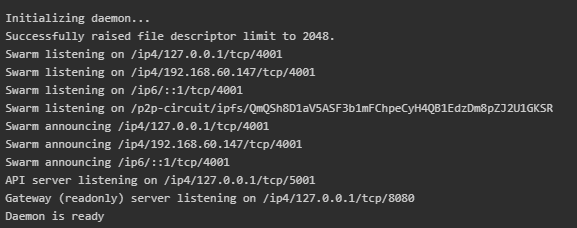 Initializing daemon...
Successfully raised file descriptor limit to 2048.
Swarm listening on /ip4/127.0.0.1/tcp/4001
Swarm listening on /ip4/192.168.60.147/tcp/4001
Swarm listening on /ip6/::1/tcp/4001
Swarm listening on /p2p-circuit/ipfs/QmQSh8D1aV5ASF3b1mFChpeCyH4QB1EdzDm8pZJ2U1GKSR
Swarm announcing /ip4/127.0.0.1/tcp/4001
Swarm announcing /ip4/192.168.60.147/tcp/4001
Swarm announcing /ip6/::1/tcp/4001
API server listening on /ip4/127.0.0.1/tcp/5001
Gateway (readonly) server listening on /ip4/127.0.0.1/tcp/8080
Daemon is ready